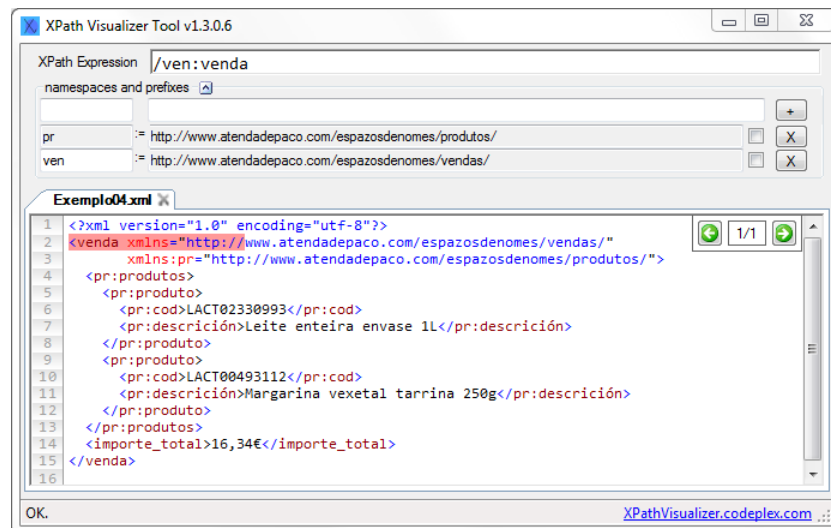 XPath Visualizer Tool v1.3.0.6
XPath Expression /ven:venda
namespaces and prefixes
+
pr := http://www.atendadepaco.com/espazosdenomes/produtos/ X
ven := http://www.atendadepaco.com/espazosdenomes/vendas/ X
Exemplo04.xml
1/1
1 <?xml version="1.0" encoding="utf-8"?>
2 <venda xmlns="http://www.atendadepaco.com/espazosdenomes/vendas/"
3 xmlns:pr="http://www.atendadepaco.com/espazosdenomes/produtos/">
4 <pr:produtos>
5 <pr:produto>
6 <pr:cod>LACT02330993</pr:cod>
7 <pr:descrición>Leite enteira envase 1L</pr:descrición>
8 </pr:produto>
9 <pr:produto>
10 <pr:cod>LACT00493112</pr:cod>
11 <pr:descrición>Margarina vexetal tarrina 250g</pr:descrición>
12 </pr:produto>
13 </pr:produtos>
14 <importe_total>16,34€</importe_total>
15 </venda>
16
OK. XPathVisualizer.codeplex.com